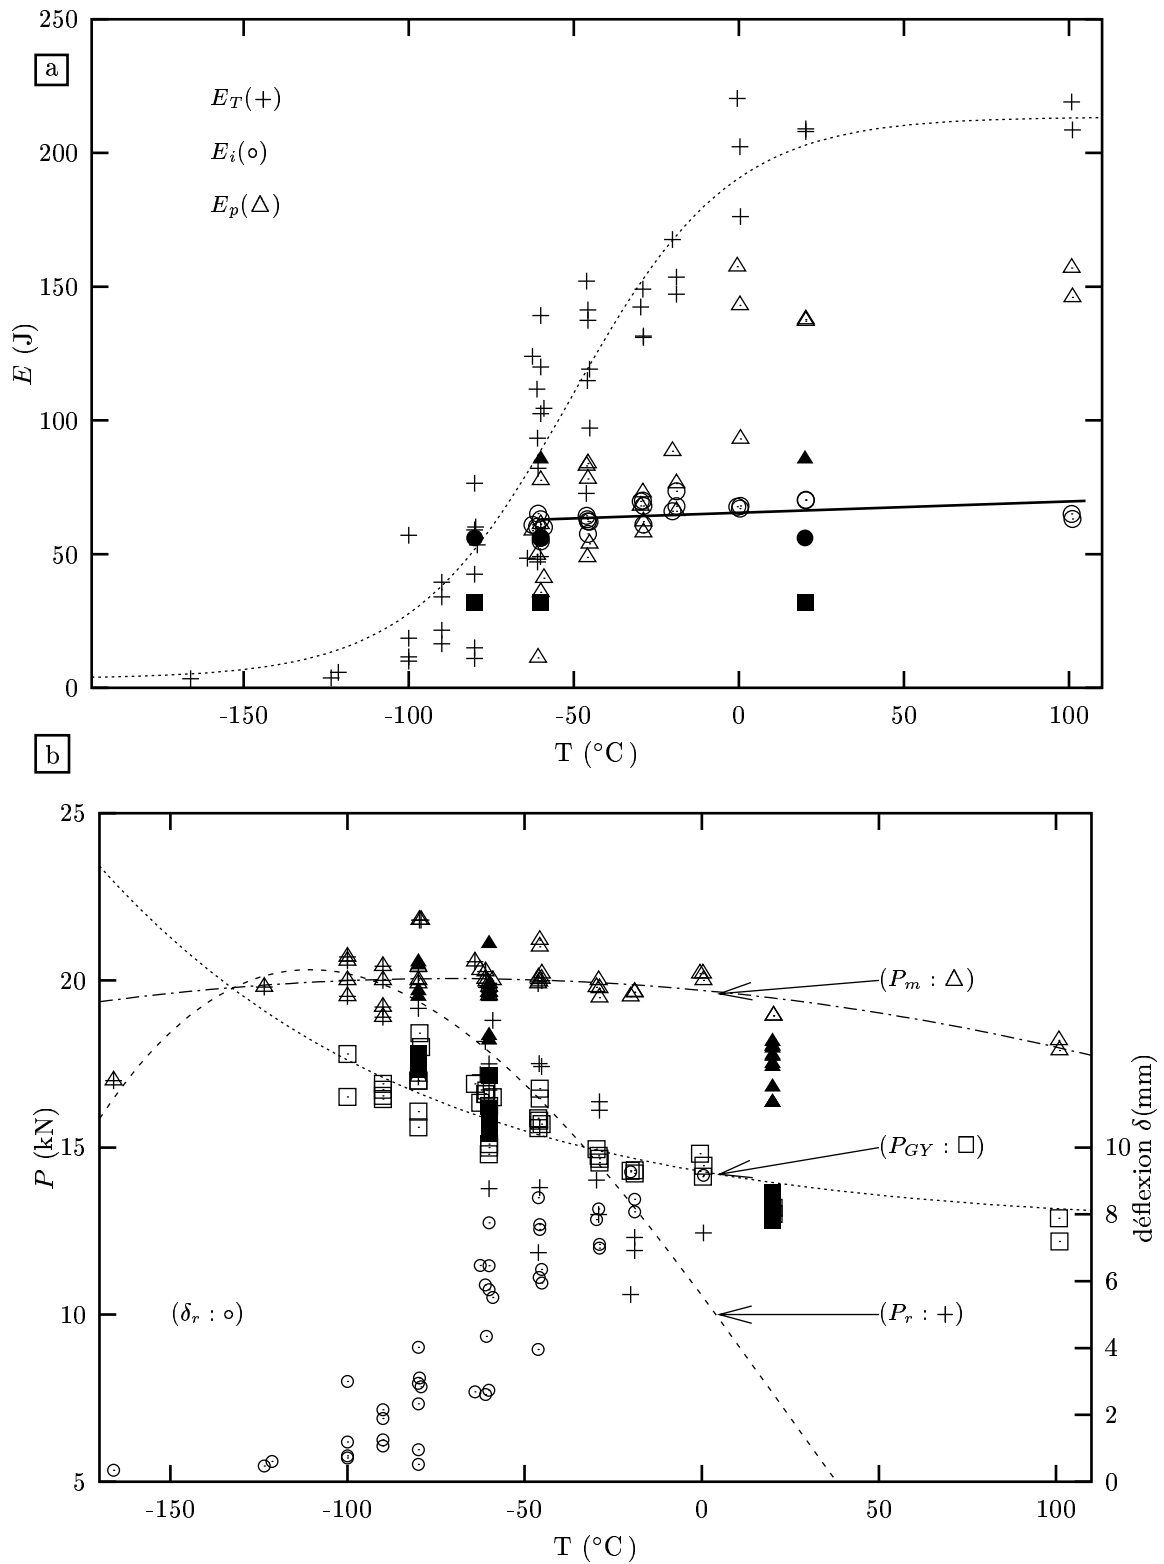 250
a
E_T(+)
200
E_i(○)
E_p(△)
150
E (J)
100
50
0
-150 -100 -50 0 50 100
T (°C)
b
25
20
(P_m : △)
P (kN)
15
(P_GY : □)
10
déflexion δ(mm)
8
6
10
(δ_r : ○)
(P_r : +)
4
2
5
0
-150 -100 -50 0 50 100
T (°C)